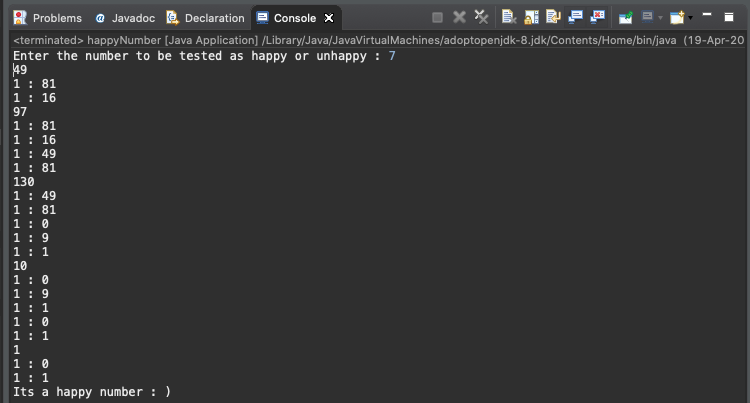 Problems @ Javadoc Declaration Console
<terminated> happyNumber [Java Application] /Library/Java/JavaVirtualMachines/adoptopenjdk-8.jdk/Contents/Home/bin/java (19-Apr-20
Enter the number to be tested as happy or unhappy : 7
49
1 : 81
1 : 16
97
1 : 81
1 : 16
1 : 49
1 : 81
130
1 : 49
1 : 81
1 : 0
1 : 9
1 : 1
10
1 : 0
1 : 9
1 : 1
1 : 0
1 : 1
1
1 : 0
1 : 1
Its a happy number : )